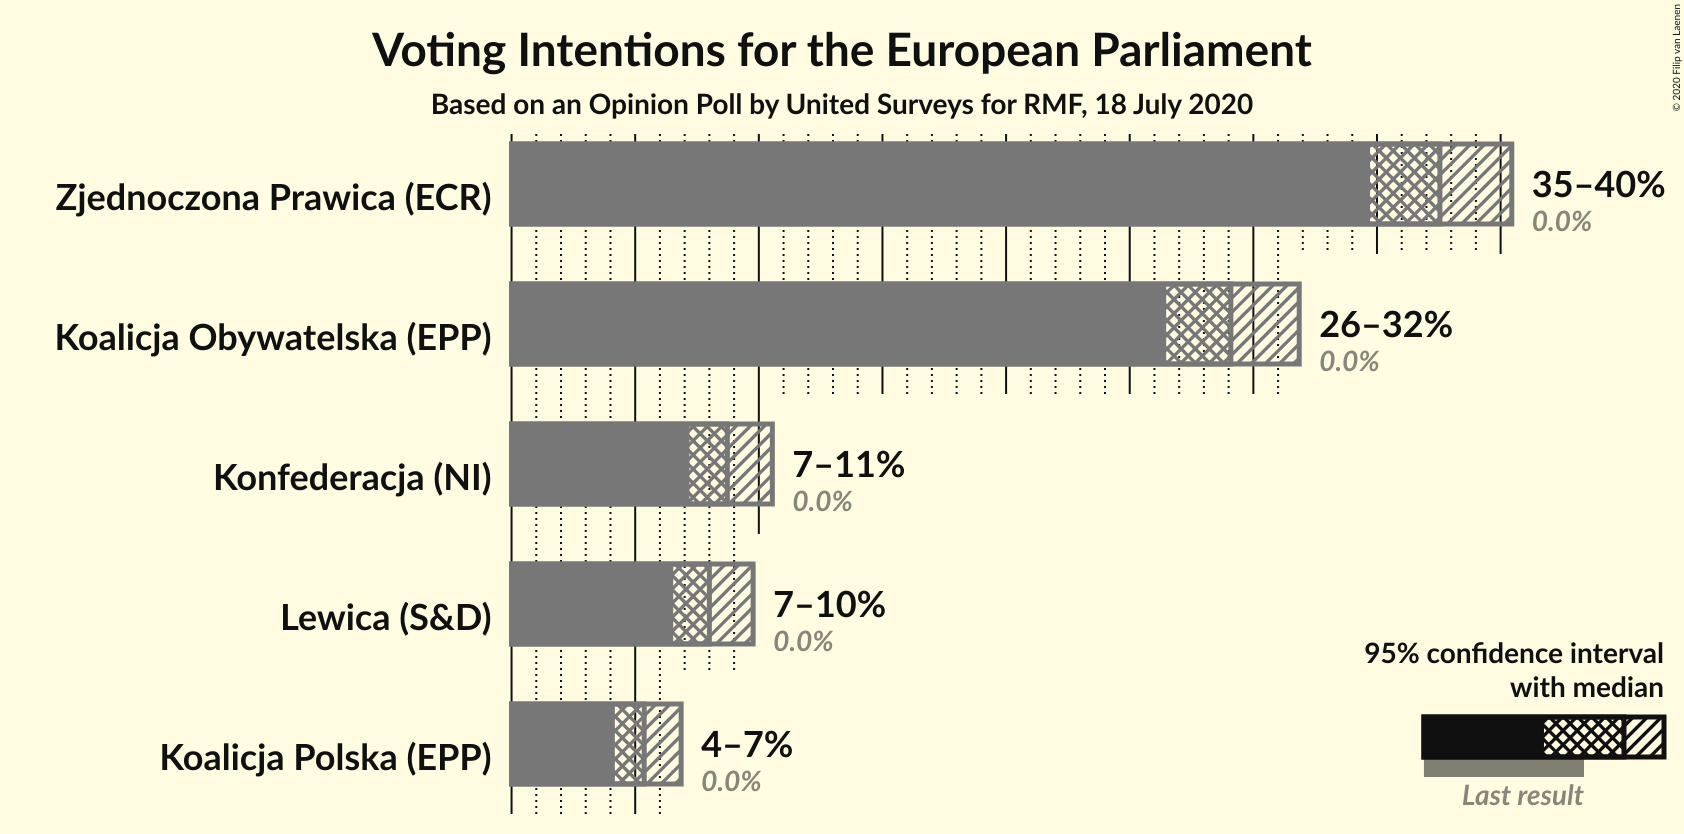 Voting Intentions for the European Parliament
Based on an Opinion Poll by United Surveys for RMF, 18 July 2020
© 2020 Filip van Laenen
Zjednoczona Prawica (ECR)
35–40%
0.0%
Koalicja Obywatelska (EPP)
26–32%
0.0%
Konfederacja (NI)
7–11%
0.0%
Lewica (S&D)
7–10%
0.0%
Koalicja Polska (EPP)
4–7%
0.0%
95% confidence interval
with median
Last result